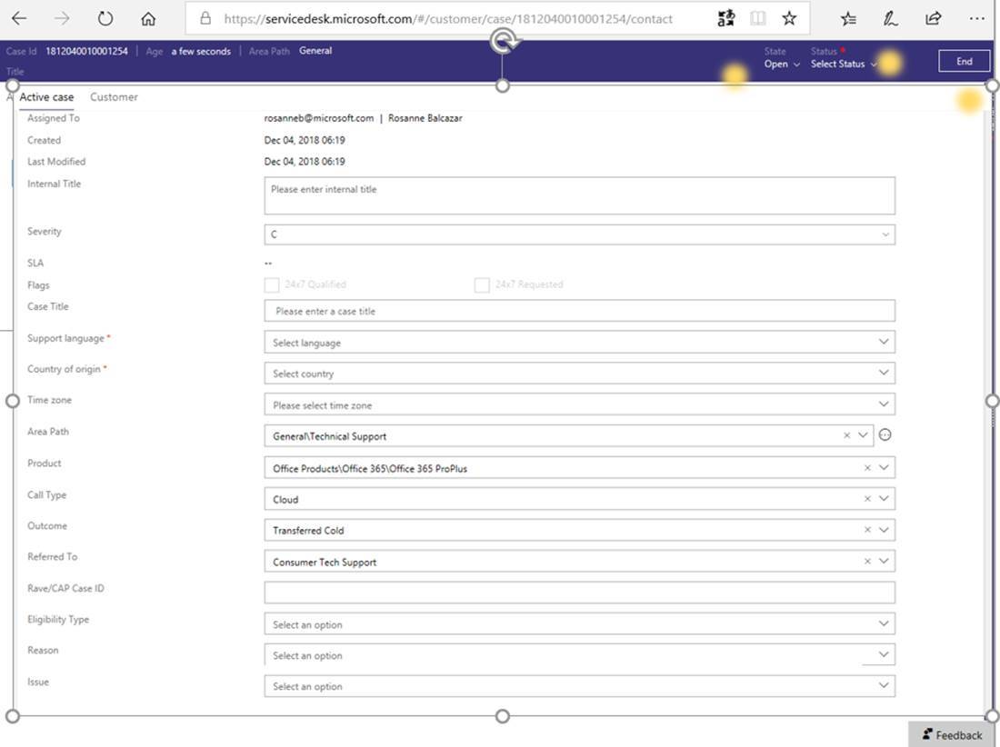 https://servicedesk.microsoft.com/#/customer/case/1812040010001254/contact
Case Id 1812040010001254 | Age a few seconds | Area Path General
State Status *
Open Select Status
End
Title
A Active case Customer
Assigned To rosanneb@microsoft.com | Rosanne Balcazar
Created Dec 04, 2018 06:19
Last Modified Dec 04, 2018 06:19
Internal Title Please enter internal title
Severity C
SLA --
Flags 24x7 Qualified 24x7 Requested
Case Title Please enter a case title
Support language * Select language
Country of origin * Select country
Time zone Please select time zone
Area Path General\Technical Support
Product Office Products\Office 365\Office 365 ProPlus
Call Type Cloud
Outcome Transferred Cold
Referred To Consumer Tech Support
Rave/CAP Case ID
Eligibility Type Select an option
Reason Select an option
Issue Select an option
Feedback